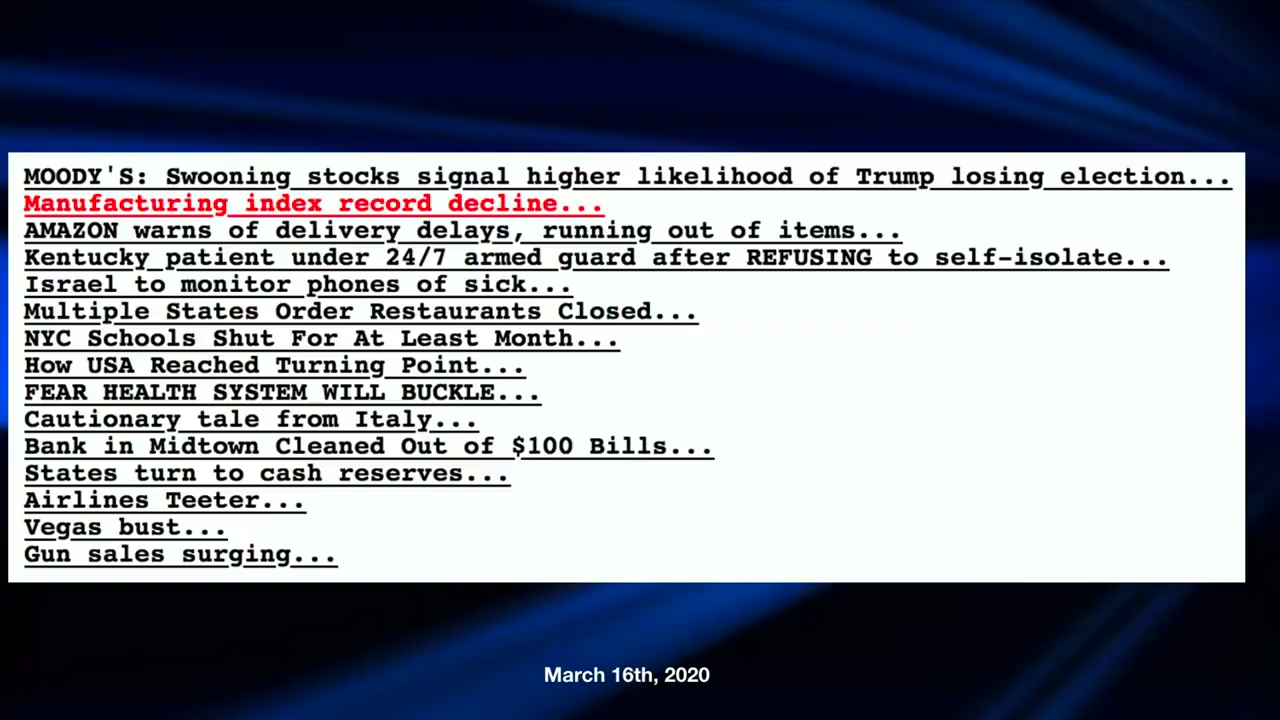 MOODY'S: Swooning stocks signal higher likelihood of Trump losing election...
Manufacturing index record decline...
AMAZON warns of delivery delays, running out of items...
Kentucky patient under 24/7 armed guard after REFUSING to self-isolate...
Israel to monitor phones of sick...
Multiple States Order Restaurants Closed...
NYC Schools Shut For At Least Month...
How USA Reached Turning Point...
FEAR HEALTH SYSTEM WILL BUCKLE...
Cautionary tale from Italy...
Bank in Midtown Cleaned Out of $100 Bills...
States turn to cash reserves...
Airlines Teeter...
Vegas bust...
Gun sales surging...
March 16th, 2020